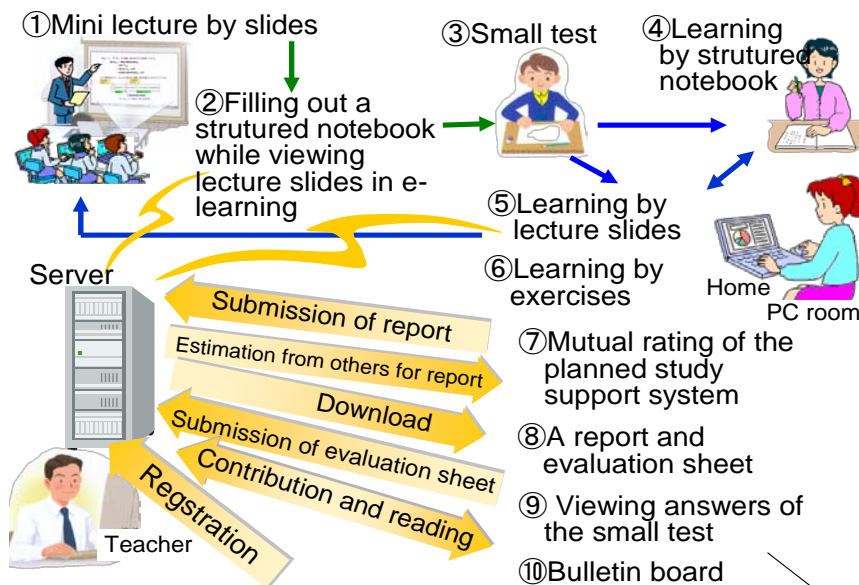 ①Mini lecture by slides
②Filling out a
strutured notebook
while viewing
lecture slides in e-
learning
③Small test
④Learning
by strutured
notebook
⑤Learning by
lecture slides
⑥Learning by
exercises
Home
PC room
Server
Submission of report
Estimation from others for report
Download
Submission of evaluation sheet
Contribution and reading
Regstration
Teacher
⑦Mutual rating of the
planned study
support system
⑧A report and
evaluation sheet
⑨ Viewing answers of
the small test
⑩Bulletin board